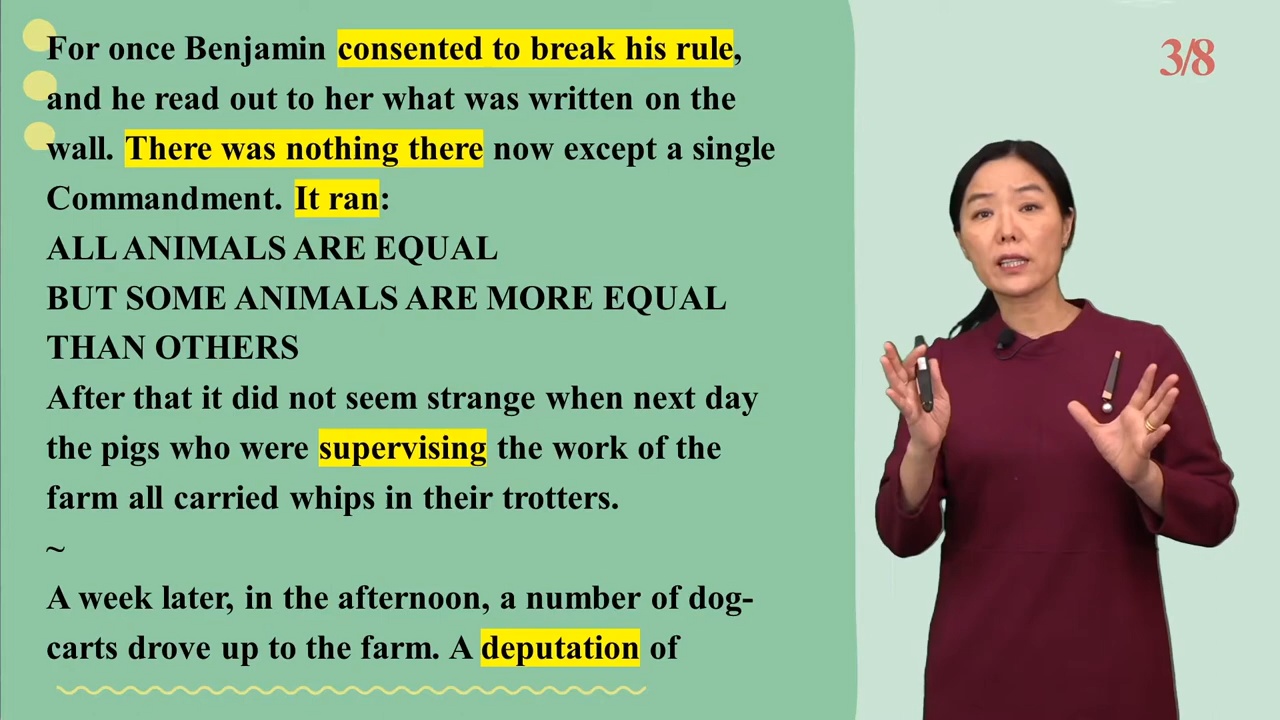 For once Benjamin consented to break his rule,
and he read out to her what was written on the
wall. There was nothing there now except a single
Commandment. It ran:
ALL ANIMALS ARE EQUAL
BUT SOME ANIMALS ARE MORE EQUAL
THAN OTHERS
After that it did not seem strange when next day
the pigs who were supervising the work of the
farm all carried whips in their trotters.
~
A week later, in the afternoon, a number of dog-
carts drove up to the farm. A deputation of
3/8